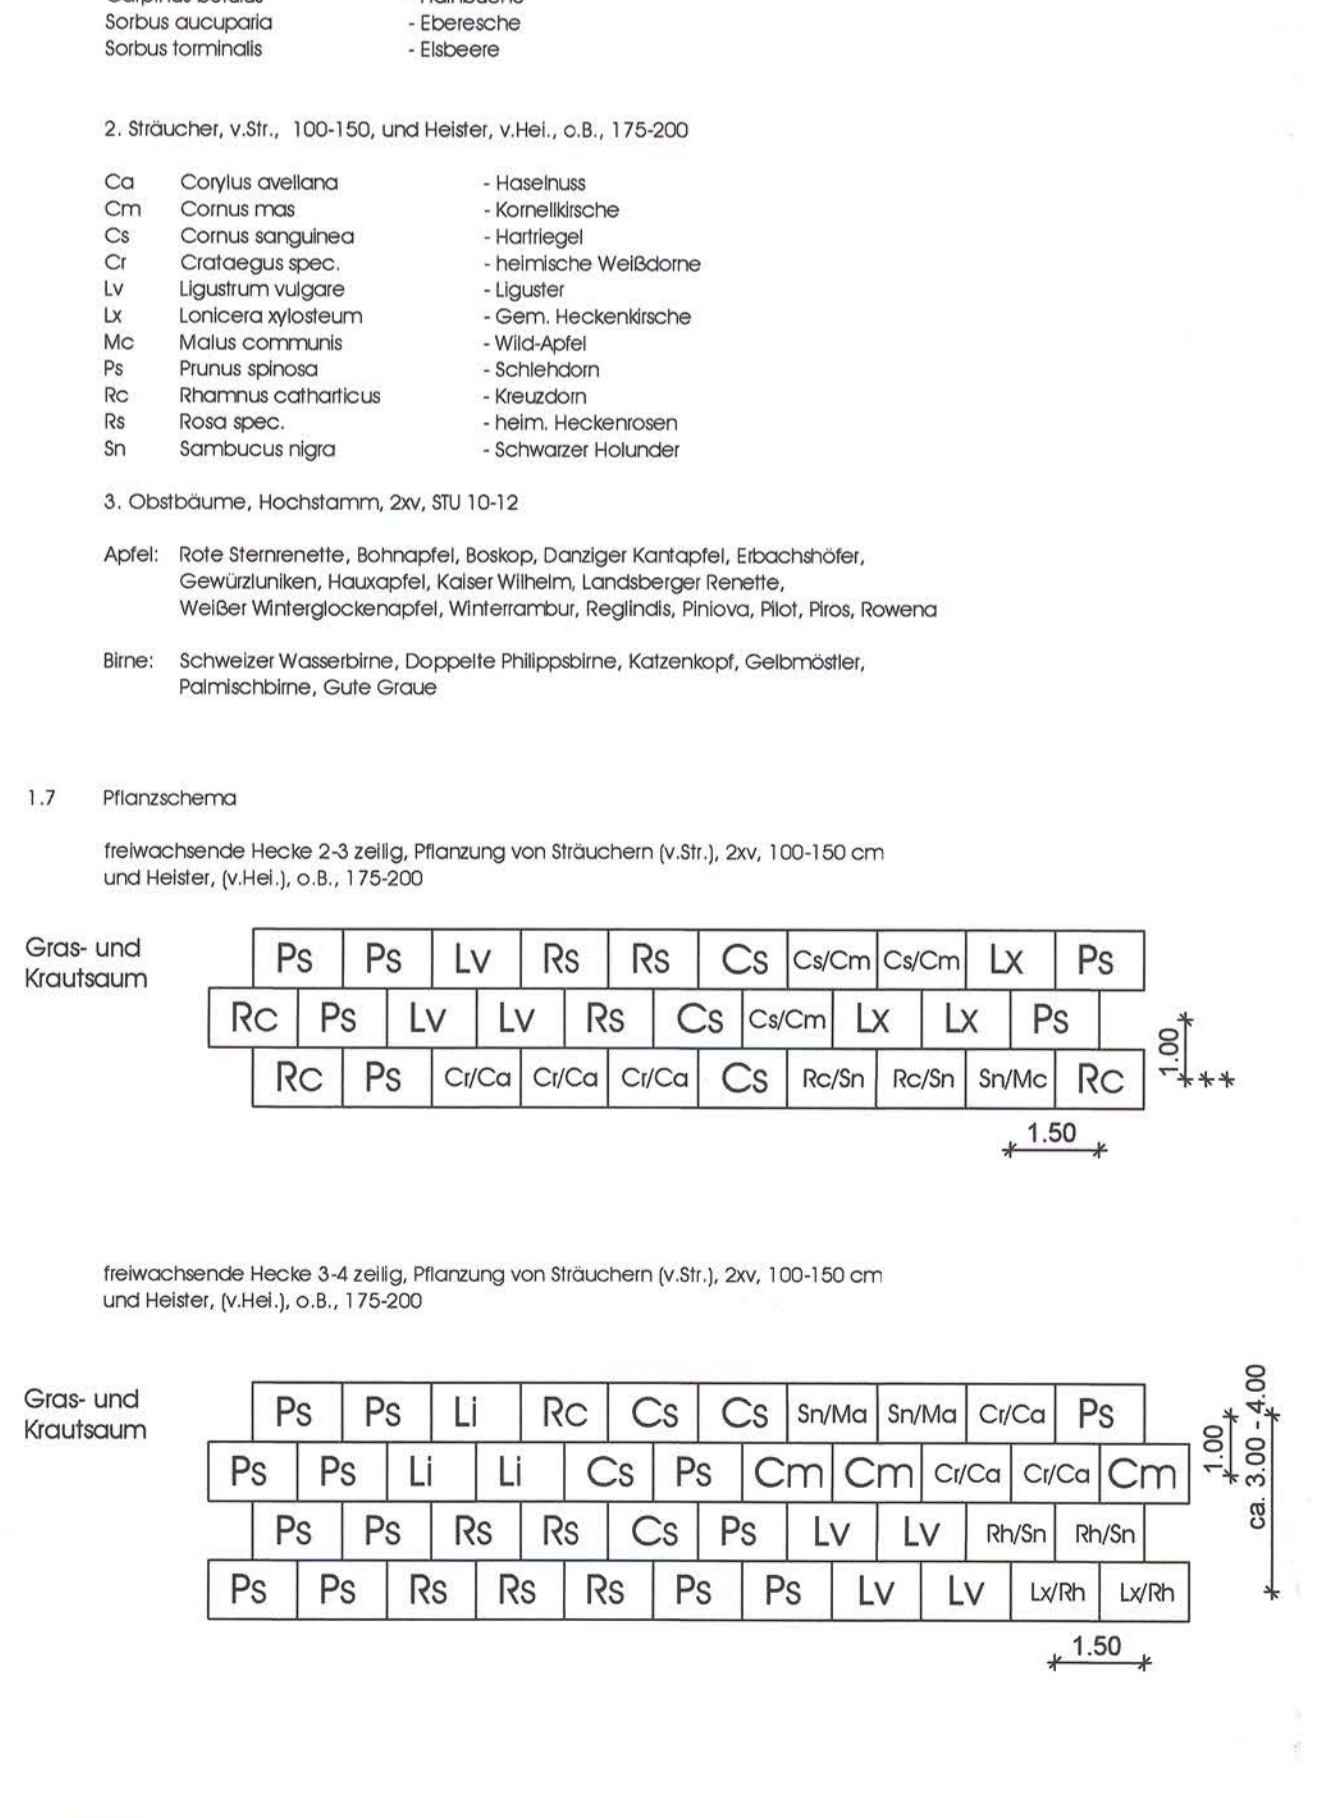 Sorbus aucuparia - Eberesche
Sorbus torminalis - Elsbeere
2. Sträucher, v.Str., 100-150, und Heister, v.Hei., o.B., 175-200
Ca Corylus avellana - Haselnuss
Cm Cornus mas - Kornellkirsche
Cs Cornus sanguinea - Hartriegel
Cr Crataegus spec. - heimische Weißdorne
Lv Ligustrum vulgare - Liguster
Lx Lonicera xylosteum - Gem. Heckenkirsche
Mc Malus communis - Wild-Apfel
Ps Prunus spinosa - Schlehdorn
Rc Rhamnus catharticus - Kreuzdorn
Rs Rosa spec. - heim. Heckenrosen
Sn Sambucus nigra - Schwarzer Holunder
3. Obstbäume, Hochstamm, 2xv, STU 10-12
Apfel: Rote Sternrenette, Bohnapfel, Boskop, Danziger Kantapfel, Erbachshöfer,
Gewürzluniken, Hauxapfel, Kaiser Wilhelm, Landsberger Renette,
Weißer Winterglockenapfel, Winterrambur, Reglindis, Piniova, Pilot, Piros, Rowena
Birne: Schweizer Wasserbirne, Doppelte Philippsbirne, Katzenkopf, Gelbmöstler,
Palmischbirne, Gute Graue
1.7 Pflanzschema
freiwachsende Hecke 2-3 zeilig, Pflanzung von Sträuchern (v.Str.), 2xv, 100-150 cm
und Heister, (v.Hei.), o.B., 175-200
Gras- und
Krautsaum
Ps Ps Lv Rs Rs Cs Cs/Cm Cs/Cm Lx Ps
Rc Ps Lv Lv Rs Cs Cs/Cm Lx Lx Ps
Rc Ps Cr/Ca Cr/Ca Cr/Ca Cs Rc/Sn Rc/Sn Sn/Mc Rc
1.00
1.50
freiwachsende Hecke 3-4 zeilig, Pflanzung von Sträuchern (v.Str.), 2xv, 100-150 cm
und Heister, (v.Hei.), o.B., 175-200
Gras- und
Krautsaum
Ps Ps Li Rc Cs Cs Sn/Ma Sn/Ma Cr/Ca Ps
Ps Ps Li Li Cs Ps Cm Cm Cr/Ca Cr/Ca Cm
Ps Ps Rs Rs Cs Ps Lv Lv Rh/Sn Rh/Sn
Ps Ps Rs Rs Rs Ps Ps Lv Lv Lx/Rh Lx/Rh
1.00
ca. 3.00 - 4.00
1.50